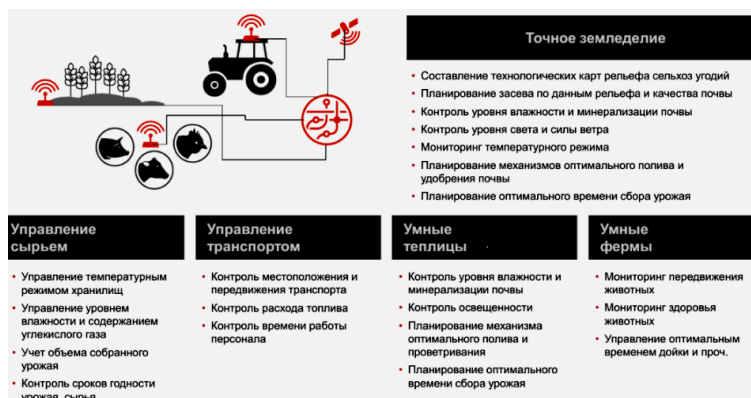 Точное земледелие
• Составление технологических карт рельефа сельхоз угодий
• Планирование засева по данным рельефа и качества почвы
• Контроль уровня влажности и минерализации почвы
• Контроль уровня света и силы ветра
• Мониторинг температурного режима
• Планирование механизмов оптимального полива и
удобрения почвы
• Планирование оптимального времени сбора урожая
Управление
сырьем
• Управление температурным
режимом хранилищ
• Управление уровнем
влажности и содержанием
углекислого газа
• Учет объема собранного
урожая
• Контроль сроков годности
урожая, сырья
Управление
транспортом
• Контроль местоположения и
передвижения транспорта
• Контроль расхода топлива
• Контроль времени работы
персонала
Умные
теплицы
• Контроль уровня влажности и
минерализации почвы
• Контроль освещенности
• Планирование механизма
оптимального полива и
проветривания
• Планирование оптимального
времени сбора урожая
Умные
фермы
• Мониторинг передвижения
животных
• Мониторинг здоровья
животных
• Управление оптимальным
временем дойки и проч.